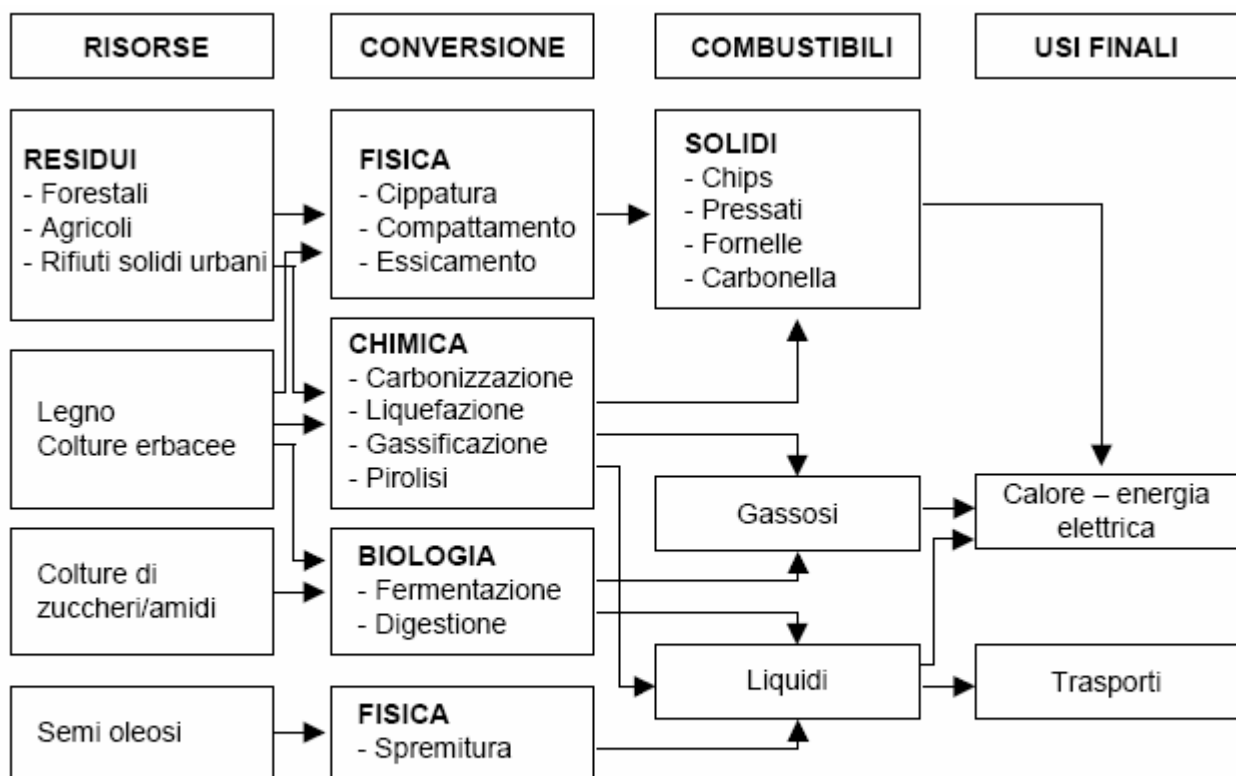 RISORSE
CONVERSIONE
COMBUSTIBILI
USI FINALI
RESIDUI
- Forestali
- Agricoli
- Rifiuti solidi urbani
FISICA
- Cippatura
- Compattamento
- Essicamento
SOLIDI
- Chips
- Pressati
- Fornelle
- Carbonella
Legno
Colture erbacee
CHIMICA
- Carbonizzazione
- Liquefazione
- Gassificazione
- Pirolisi
Gassosi
Calore – energia
elettrica
Colture di
zuccheri/amidi
BIOLOGIA
- Fermentazione
- Digestione
Liquidi
Trasporti
Semi oleosi
FISICA
- Spremitura